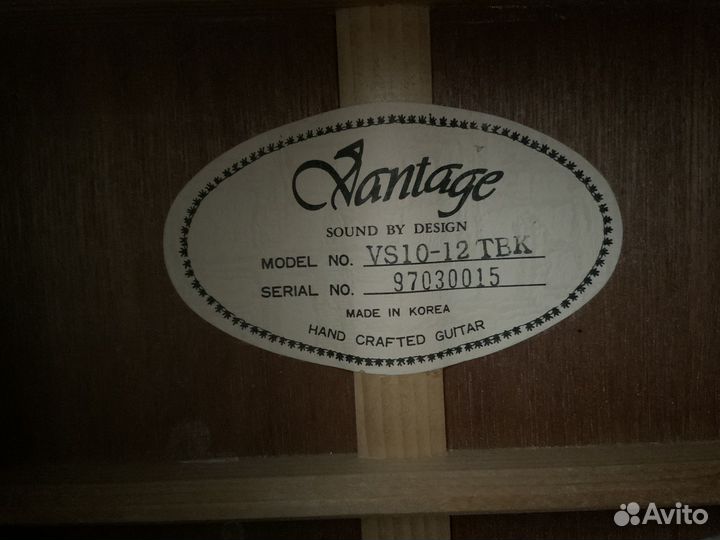 Vantage
SOUND BY DESIGN
MODEL NO. VS10-12 TBK
SERIAL NO. 97030015
MADE IN KOREA
HAND CRAFTED GUITAR
Avito